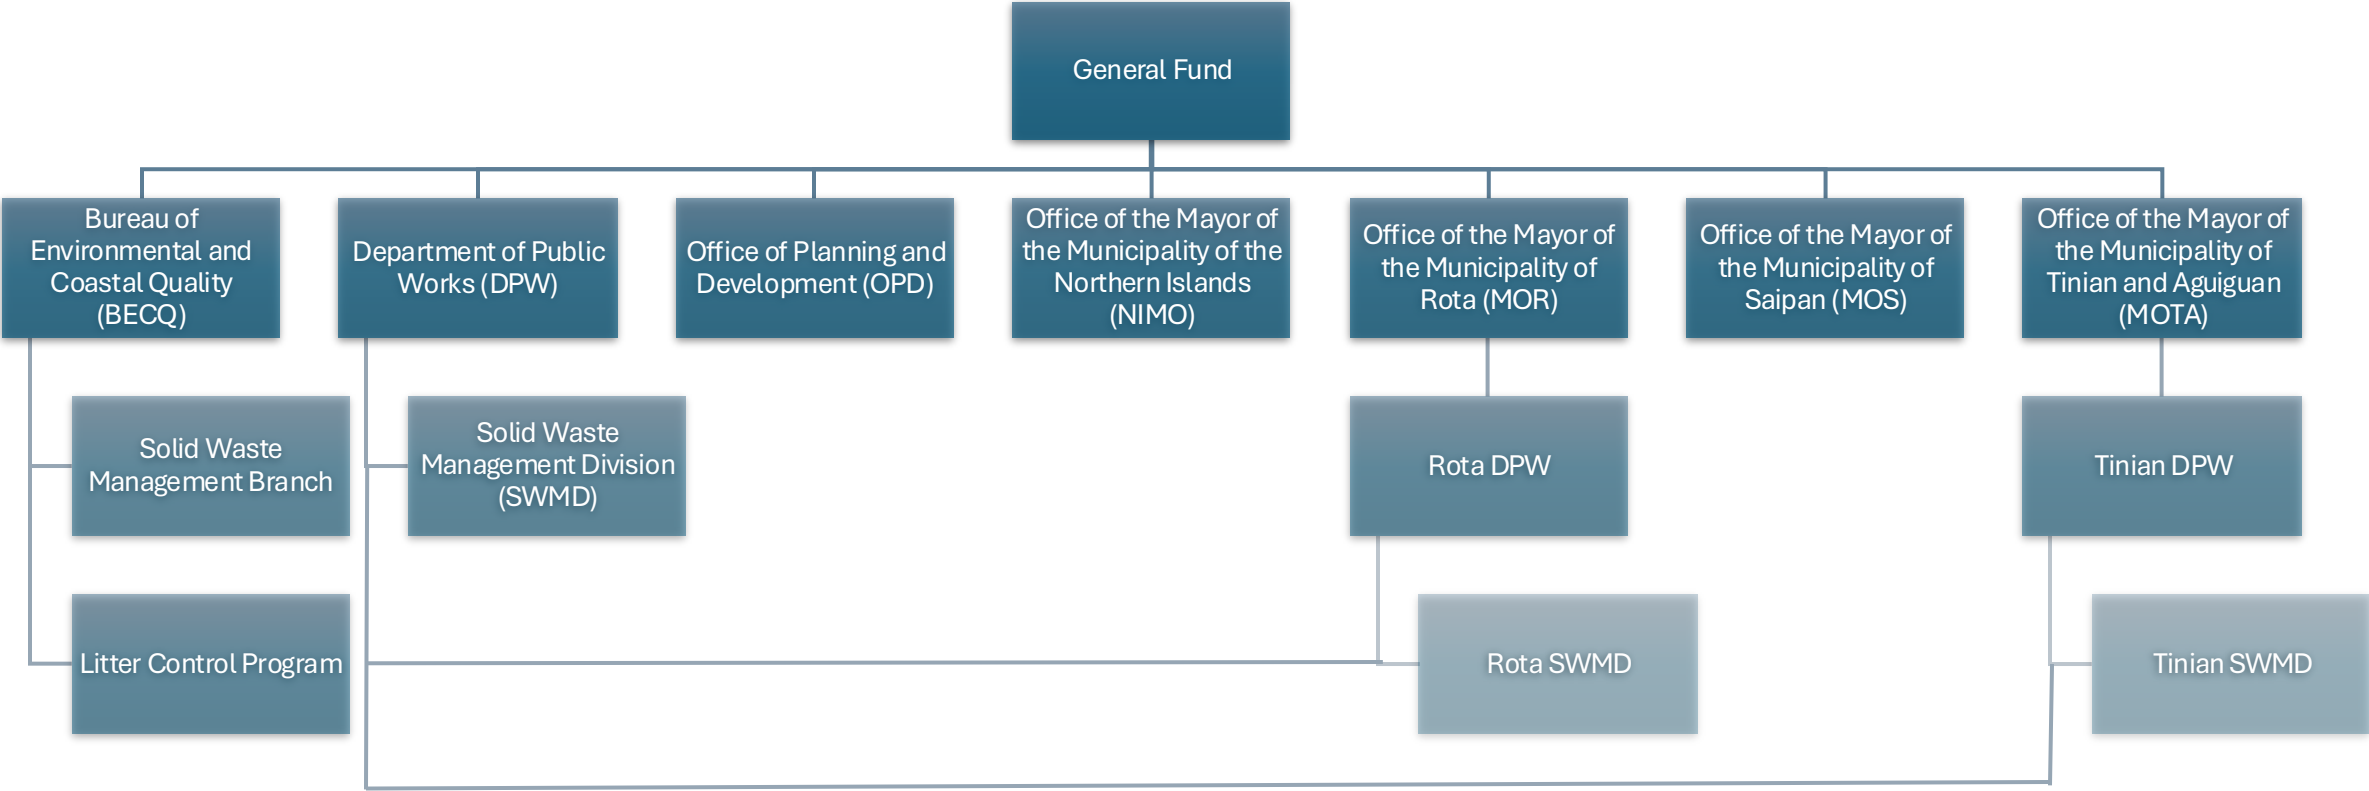 General Fund
Bureau of
Environmental and
Coastal Quality
(BECQ)
Department of Public
Works (DPW)
Office of Planning and
Development (OPD)
Office of the Mayor of
the Municipality of the
Northern Islands
(NIMO)
Office of the Mayor of
the Municipality of
Rota (MOR)
Office of the Mayor of
the Municipality of
Saipan (MOS)
Office of the Mayor of
the Municipality of
Tinian and Aguiguan
(MOTA)
Solid Waste
Management Branch
Solid Waste
Management Division
(SWMD)
Rota DPW
Tinian DPW
Litter Control Program
Rota SWMD
Tinian SWMD